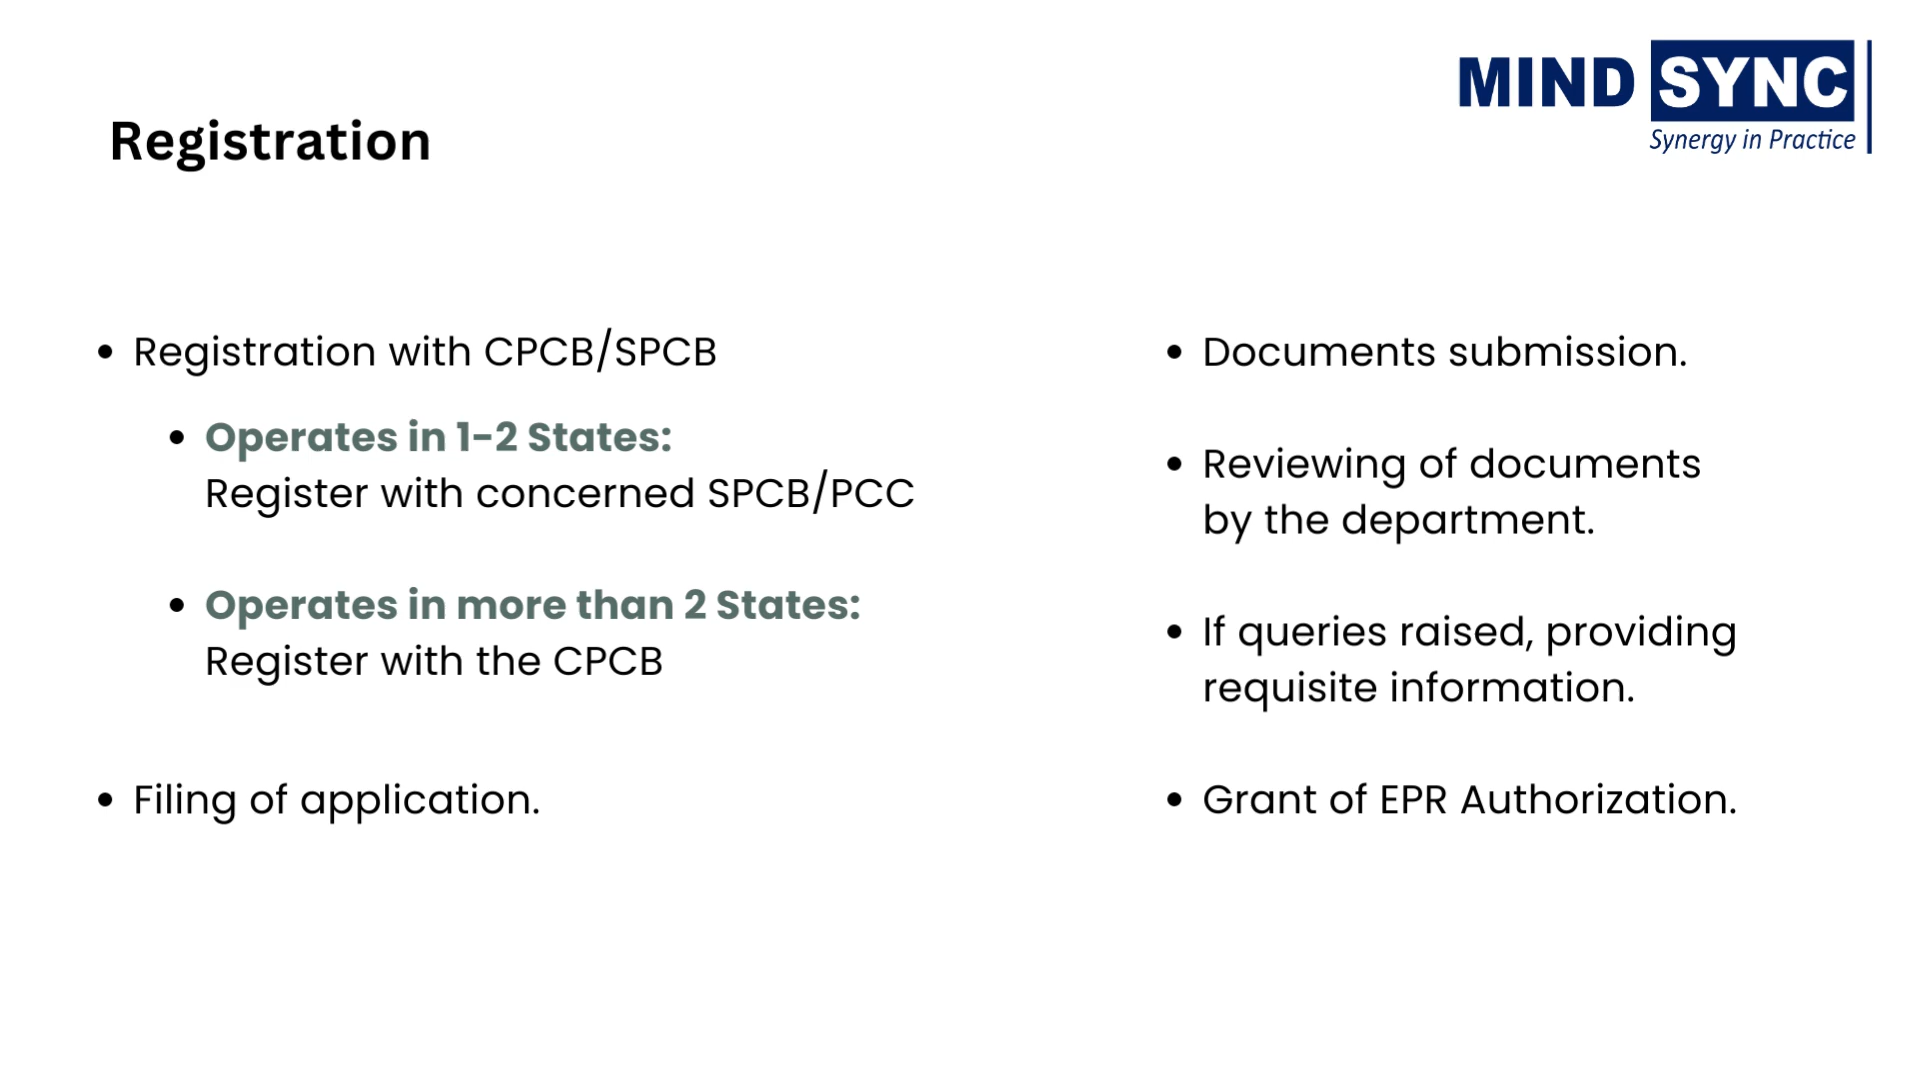 MIND SYNC
Synergy in Practice
Registration
• Registration with CPCB/SPCB
• Operates in 1-2 States:
Register with concerned SPCB/PCC
• Operates in more than 2 States:
Register with the CPCB
• Filing of application.
• Documents submission.
• Reviewing of documents
by the department.
• If queries raised, providing
requisite information.
• Grant of EPR Authorization.